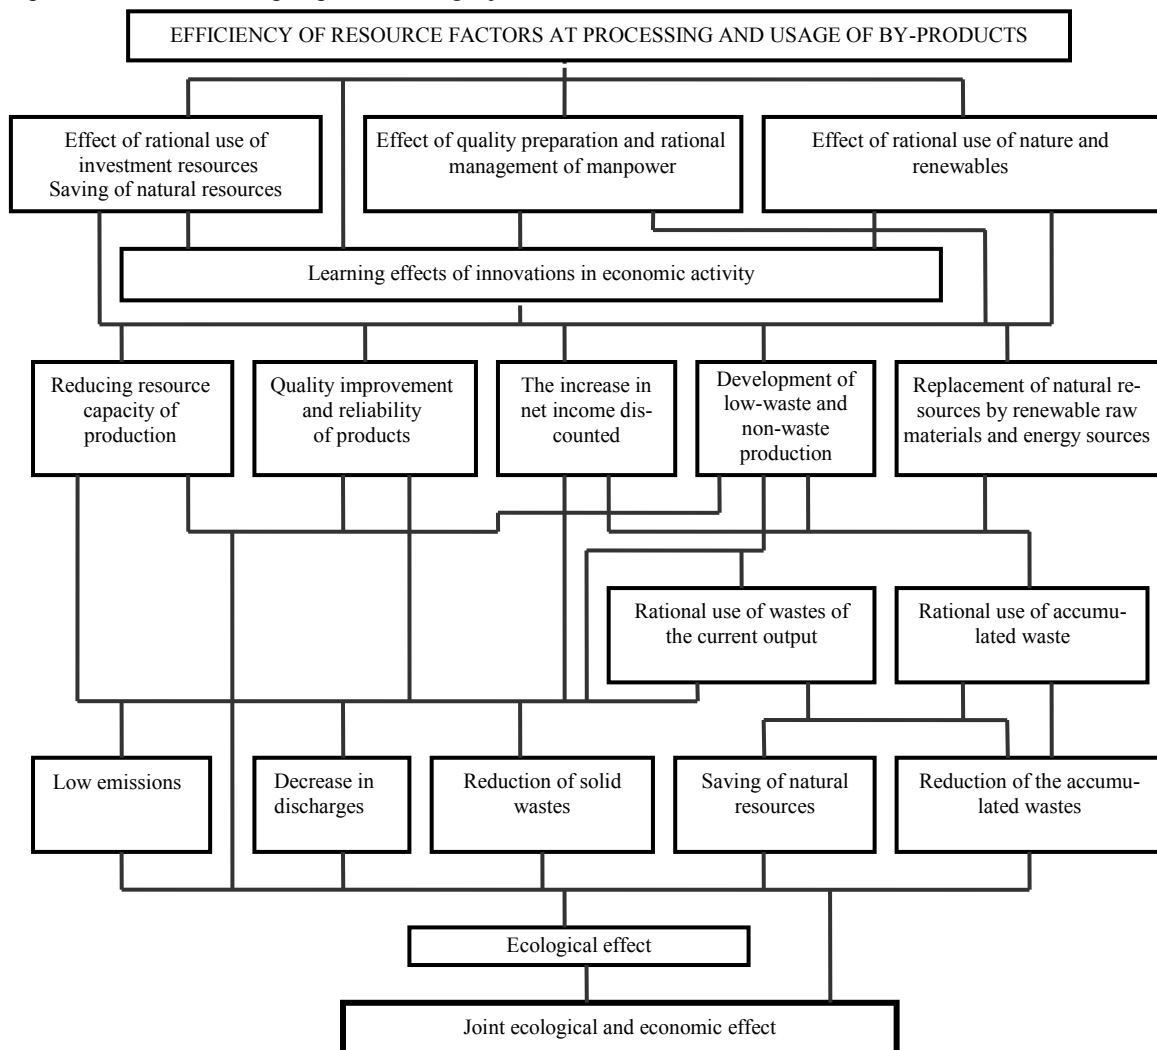 EFFICIENCY OF RESOURCE FACTORS AT PROCESSING AND USAGE OF BY-PRODUCTS
Effect of rational use of
investment resources
Saving of natural resources
Effect of quality preparation and rational
management of manpower
Effect of rational use of nature and
renewables
Learning effects of innovations in economic activity
Reducing resource
capacity of
production
Quality improvement
and reliability
of products
The increase in
net income dis-
counted
Development of
low-waste and
non-waste
production
Replacement of natural re-
sources by renewable raw
materials and energy sources
Rational use of wastes of
the current output
Rational use of accumu-
lated waste
Low emissions
Decrease in
discharges
Reduction of solid
wastes
Saving of natural
resources
Reduction of the accumu-
lated wastes
Ecological effect
Joint ecological and economic effect